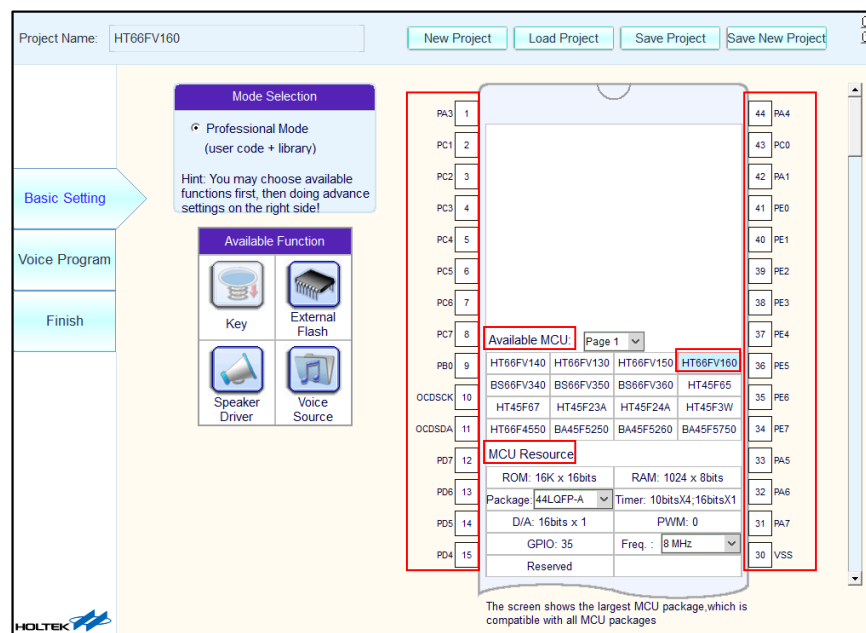 Project Name: HT66FV160 New Project Load Project Save Project Save New Project
Mode Selection
Professional Mode
(user code + library)
Hint: You may choose available
functions first, then doing advance
settings on the right side!
Basic Setting
Voice Program
Finish
Available Function
Key
External
Flash
Speaker
Driver
Voice
Source
PA3 1
PC1 2
PC2 3
PC3 4
PC4 5
PC5 6
PC6 7
PC7 8
PB0 9
OCDSCK 10
OCDSDA 11
PD7 12
PD6 13
PD5 14
PD4 15
Available MCU: Page 1
HT66FV140 HT66FV130 HT66FV150 HT66FV160
BS66FV340 BS66FV350 BS66FV360 HT45F65
HT45F67 HT45F23A HT45F24A HT45F3W
HT66F4550 BA45F5250 BA45F5260 BA45F5750
MCU Resource
ROM: 16K x 16bits RAM: 1024 x 8bits
Package: 44LQFP-A Timer: 10bitsX4;16bitsX1
D/A: 16bits x 1 PWM: 0
GPIO: 35 Freq. : 8 MHz
Reserved
44 PA4
43 PC0
42 PA1
41 PE0
40 PE1
39 PE2
38 PE3
37 PE4
36 PE5
35 PE6
34 PE7
33 PA5
32 PA6
31 PA7
30 VSS
The screen shows the largest MCU package,which is
compatible with all MCU packages
HOLTEK